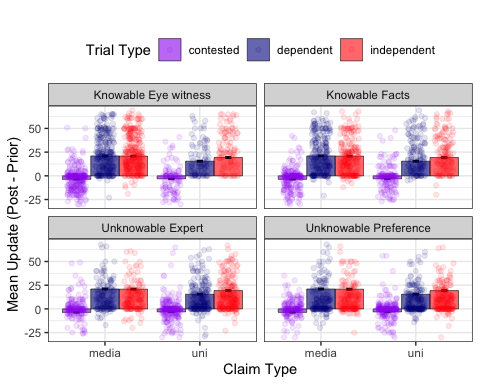 Trial Type contested dependent independent
Knowable Eye witness Knowable Facts
50
25
0
-25
Unknowable Expert Unknowable Preference
50
25
0
-25
media uni media uni
Claim Type
Mean Update (Post - Prior)